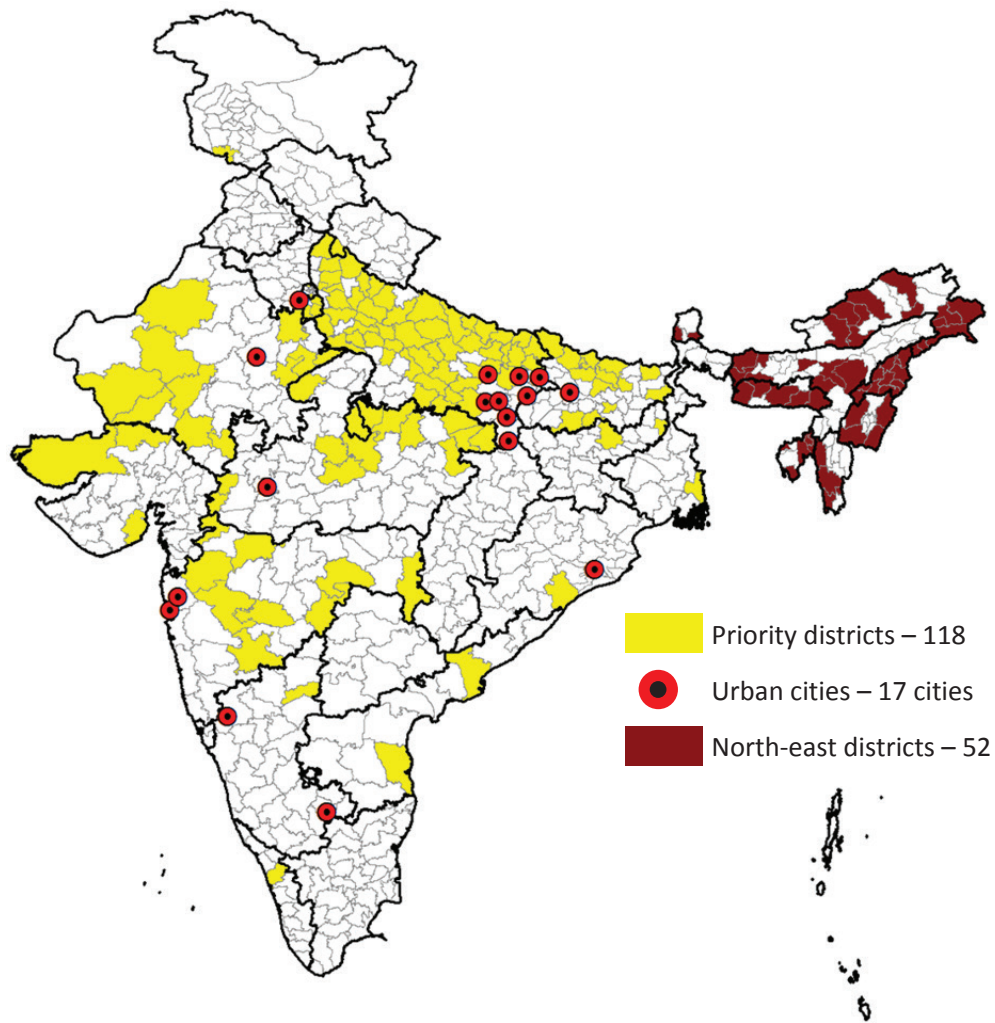 Priority districts – 118
Urban cities – 17 cities
North-east districts – 52